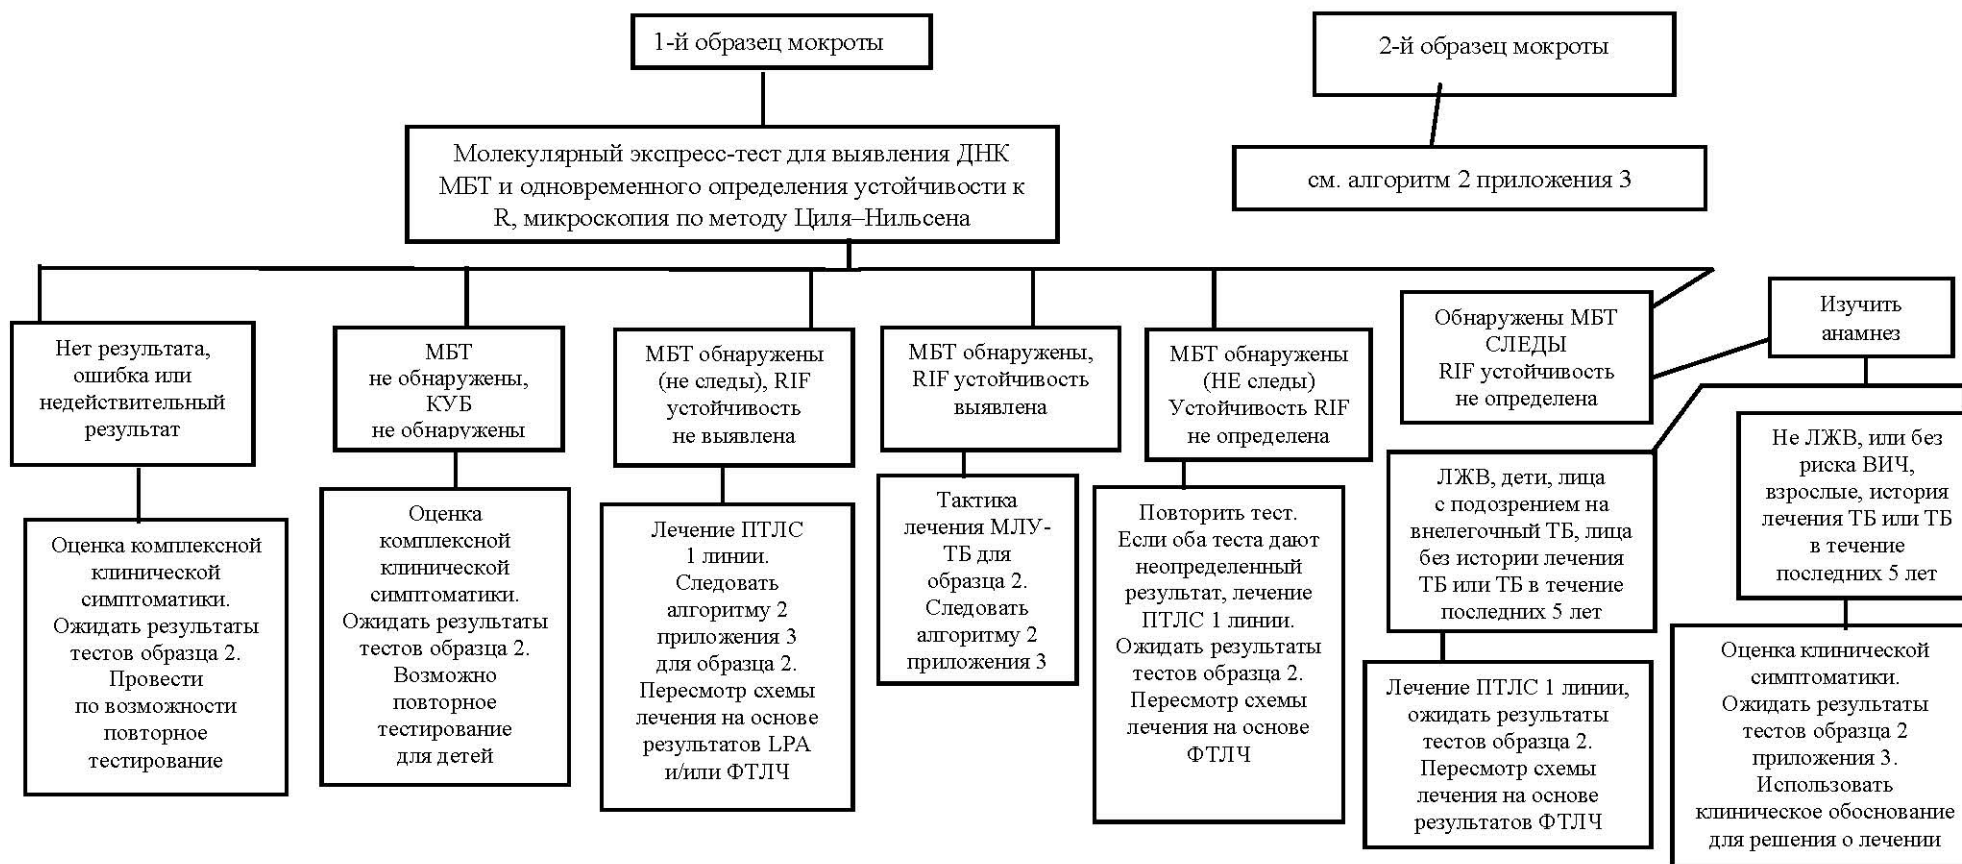 1-й образец мокроты
2-й образец мокроты
Молекулярный экспресс-тест для выявления ДНК
МБТ и одновременного определения устойчивости к
R, микроскопия по методу Циля–Нильсена
см. алгоритм 2 приложения 3
Нет результата,
ошибка или
недействительный
результат
МБТ
не обнаружены,
КУБ
не обнаружены
МБТ обнаружены
(не следы), RIF
устойчивость
не выявлена
МБТ обнаружены,
RIF устойчивость
выявлена
МБТ обнаружены
(НЕ следы)
Устойчивость RIF
не определена
Обнаружены МБТ
СЛЕДЫ
RIF устойчивость
не определена
Изучить
анамнез
ЛЖВ, дети, лица
с подозрением на
внелегочный ТБ, лица
без истории лечения
ТБ или ТБ в течение
последних 5 лет
Не ЛЖВ, или без
риска ВИЧ,
взрослые, история
лечения ТБ или ТБ
в течение
последних 5 лет
Оценка комплексной
клинической
симптоматики.
Ожидать результаты
тестов образца 2.
Провести
по возможности
повторное
тестирование
Оценка
комплексной
клинической
симптоматики.
Ожидать результаты
тестов образца 2.
Возможно
повторное
тестирование
для детей
Лечение ПТЛС
1 линии.
Следовать
алгоритму 2
приложения 3
для образца 2.
Пересмотр схемы
лечения на основе
результатов LPA
и/или ФТЛЧ
Тактика
лечения МЛУ-
ТБ для
образца 2.
Следовать
алгоритму 2
приложения 3
Повторить тест.
Если оба теста дают
неопределенный
результат, лечение
ПТЛС 1 линии.
Ожидать результаты
тестов образца 2.
Пересмотр схемы
лечения на основе
ФТЛЧ
Лечение ПТЛС 1 линии,
ожидать результаты
тестов образца 2.
Пересмотр схемы
лечения на основе
результатов ФТЛЧ
Оценка клинической
симптоматики.
Ожидать результаты
тестов образца 2
приложения 3.
Использовать
клиническое обоснование
для решения о лечении